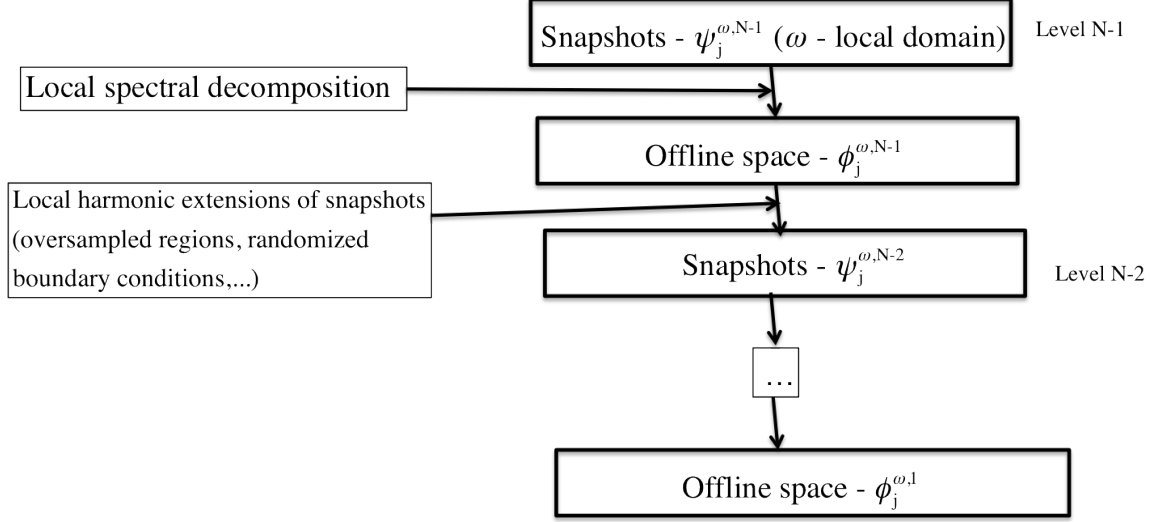 Snapshots - ψ_j^{ω,N-1} (ω - local domain)
Level N-1
Local spectral decomposition
Offline space - ϕ_j^{ω,N-1}
Local harmonic extensions of snapshots
(oversampled regions, randomized
boundary conditions,...)
Snapshots - ψ_j^{ω,N-2}
Level N-2
...
Offline space - ϕ_j^{ω,1}